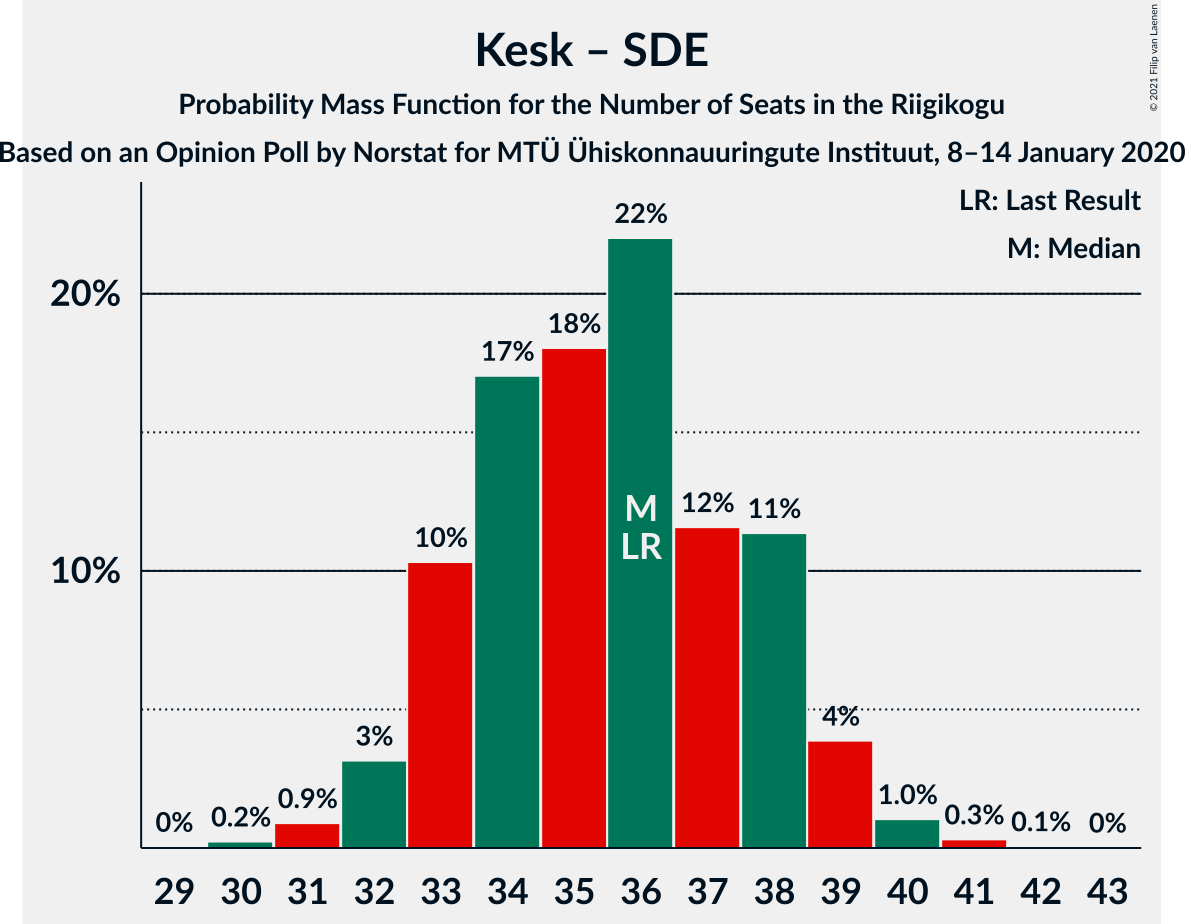 Kesk – SDE
Probability Mass Function for the Number of Seats in the Riigikogu
Based on an Opinion Poll by Norstat for MTÜ Ühiskonnauuringute Instituut, 8–14 January 2020
© 2021 Filip van Laenen
LR: Last Result
M: Median
20%
10%
0%
0.2%
0.9%
3%
10%
17%
18%
22%
12%
11%
4%
1.0%
0.3%
0.1%
0%
M
LR
29 30 31 32 33 34 35 36 37 38 39 40 41 42 43